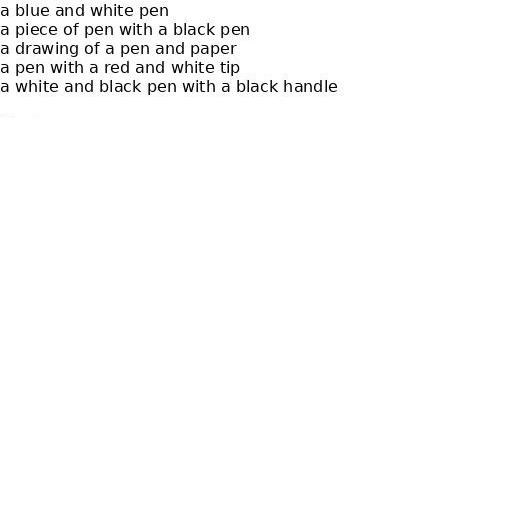 a blue and white pen
a piece of pen with a black pen
a drawing of a pen and paper
a pen with a red and white tip
a white and black pen with a black handle